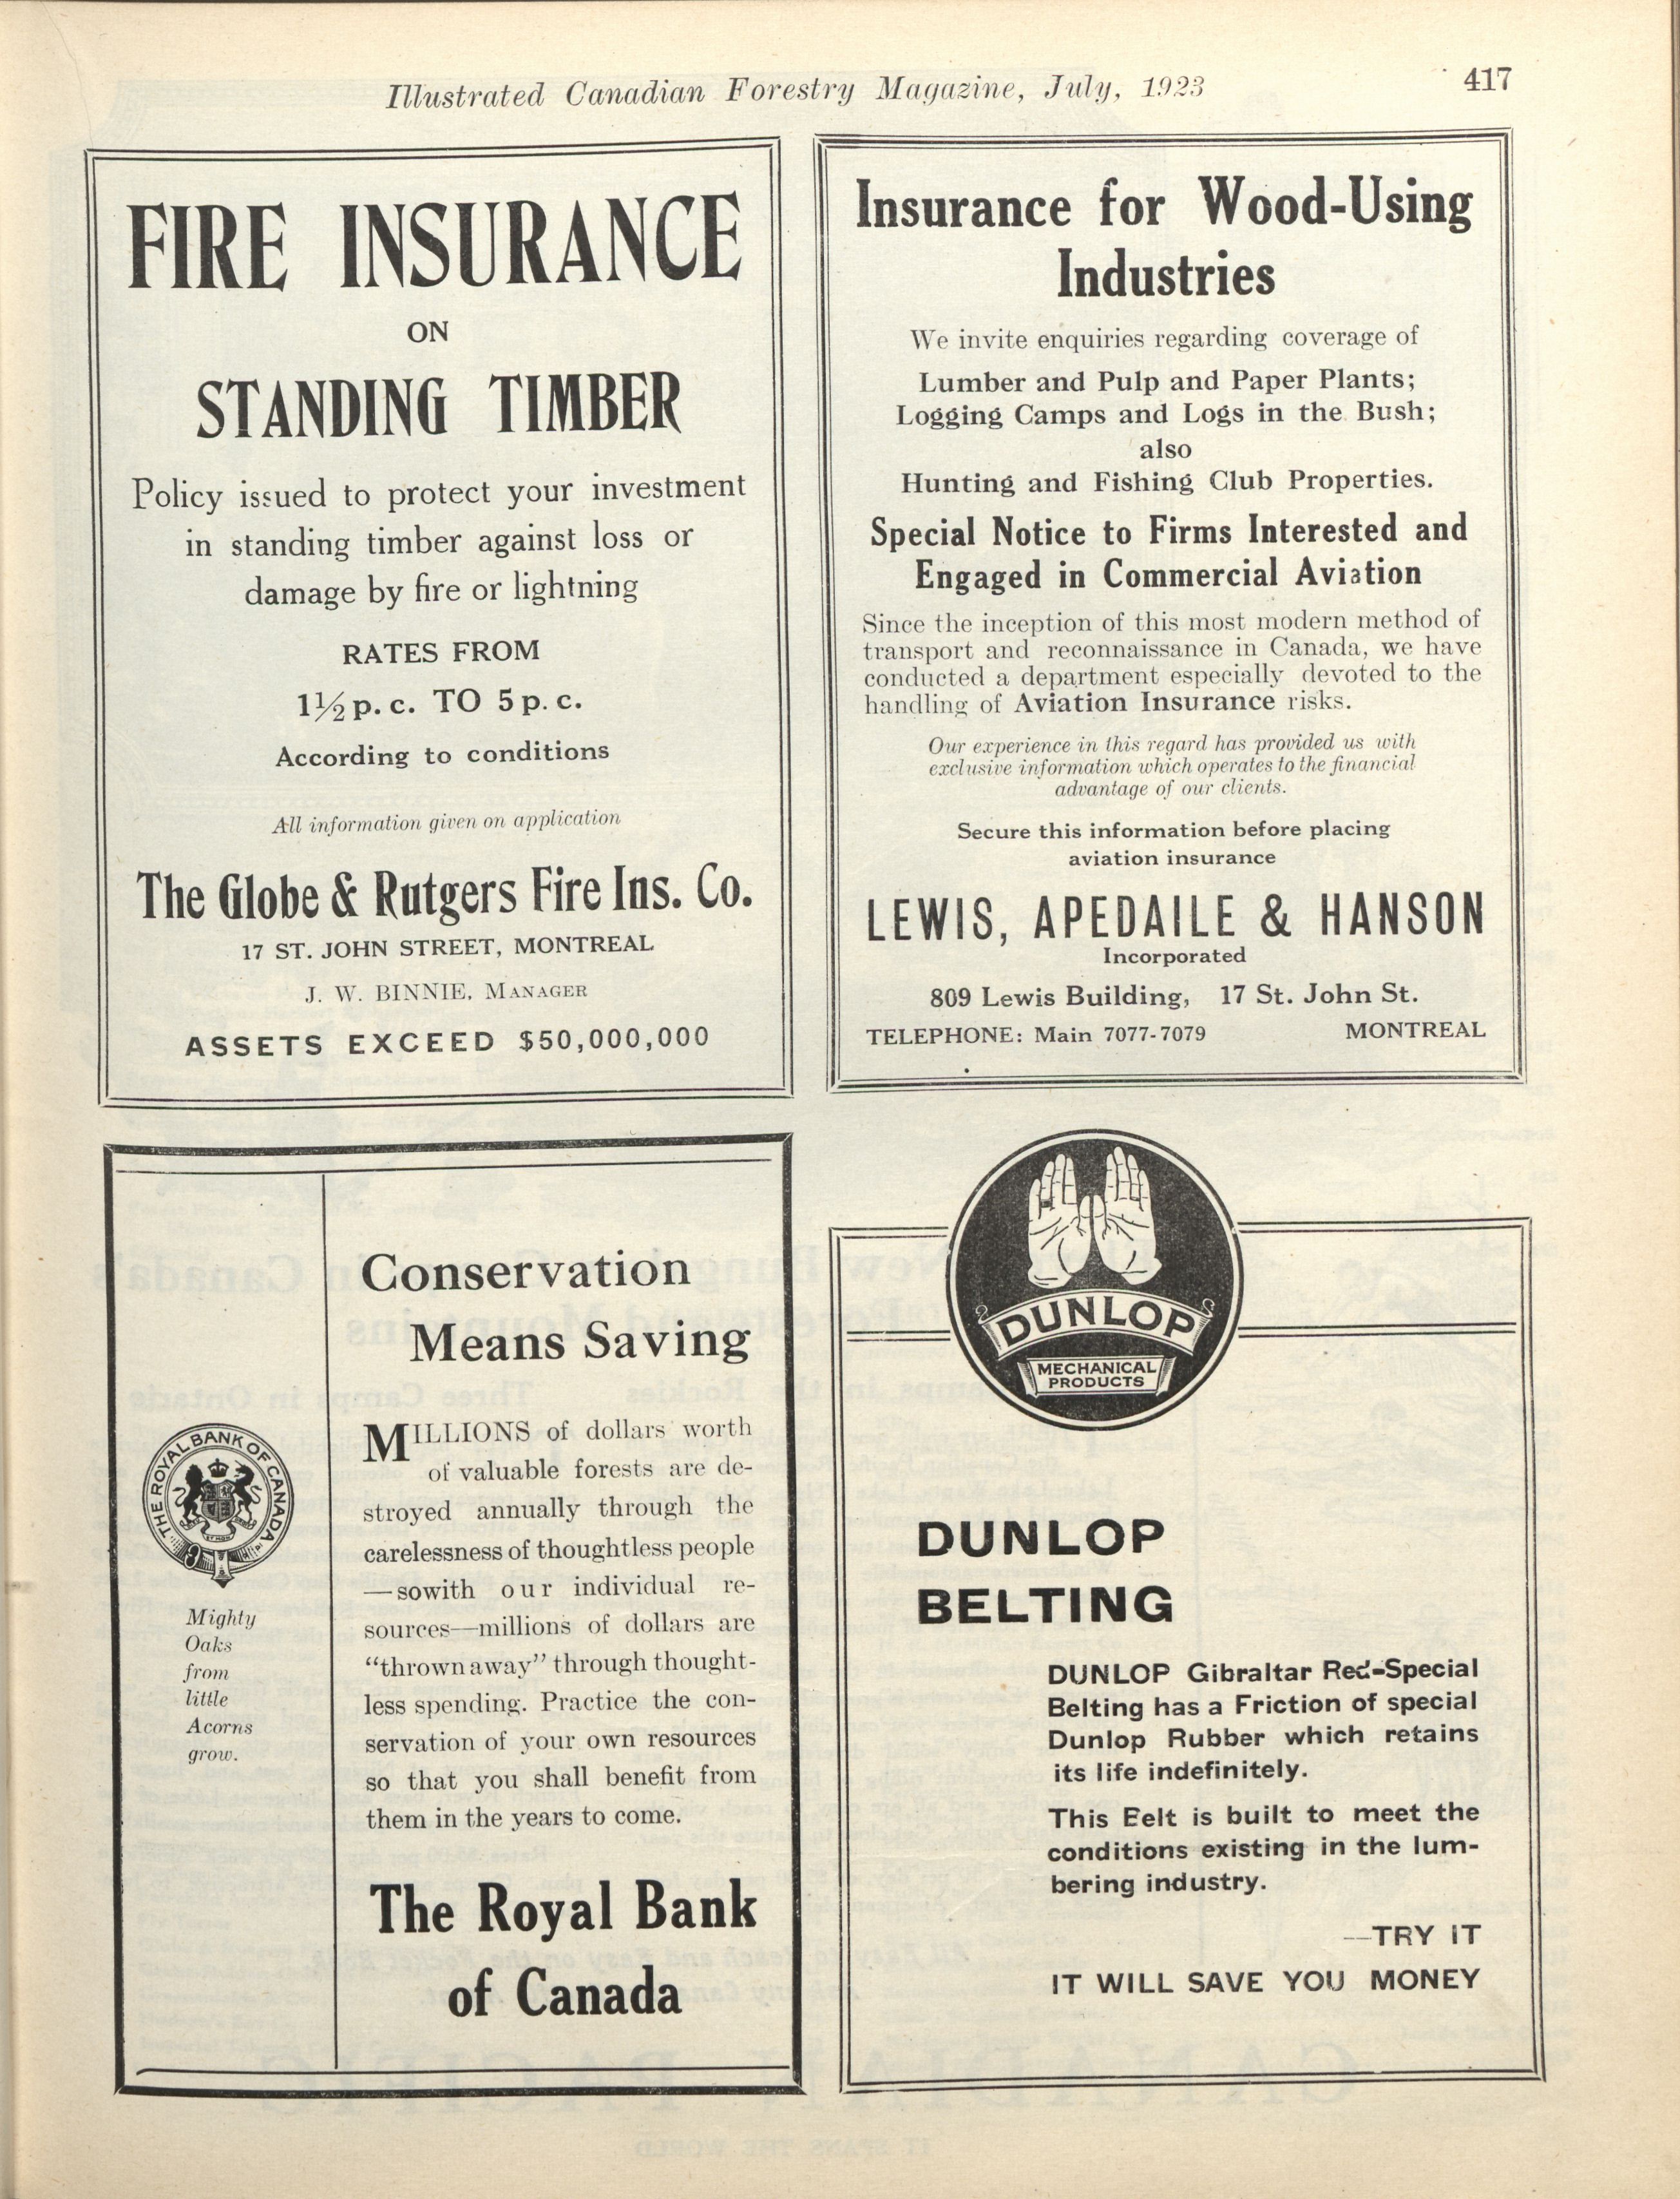 Illustrated Canadian Forestry Magazine, July, 1923
417
FIRE INSURANCE
ON
STANDING TIMBER
Policy issued to protect your investment
in standing timber against loss or
damage by fire or lightning
RATES FROM
1½ p. c. TO 5 p. c.
According to conditions
All information given on application
The Globe & Rutgers Fire Ins. Co.
17 ST. JOHN STREET, MONTREAL
J. W. BINNIE, MANAGER
ASSETS EXCEED $50,000,000
Insurance for Wood-Using
Industries
We invite enquiries regarding coverage of
Lumber and Pulp and Paper Plants;
Logging Camps and Logs in the Bush;
also
Hunting and Fishing Club Properties.
Special Notice to Firms Interested and
Engaged in Commercial Aviation
Since the inception of this most modern method of
transport and reconnaissance in Canada, we have
conducted a department especially devoted to the
handling of Aviation Insurance risks.
Our experience in this regard has provided us with
exclusive information which operates to the financial
advantage of our clients.
Secure this information before placing
aviation insurance
LEWIS, APEDAILE & HANSON
Incorporated
809 Lewis Building, 17 St. John St.
TELEPHONE: Main 7077-7079 MONTREAL
THE ROYAL BANK OF CANADA
Mighty
Oaks
from
little
Acorns
grow.
Conservation
Means Saving
MILLIONS of dollars worth
of valuable forests are de-
stroyed annually through the
carelessness of thoughtless people
—sowith our individual re-
sources—millions of dollars are
"thrown away" through thought-
less spending. Practice the con-
servation of your own resources
so that you shall benefit from
them in the years to come.
The Royal Bank
of Canada
DUNLOP
MECHANICAL
PRODUCTS
DUNLOP
BELTING
DUNLOP Gibraltar Red-Special
Belting has a Friction of special
Dunlop Rubber which retains
its life indefinitely.
This Eelt is built to meet the
conditions existing in the lum-
bering industry.
—TRY IT
IT WILL SAVE YOU MONEY